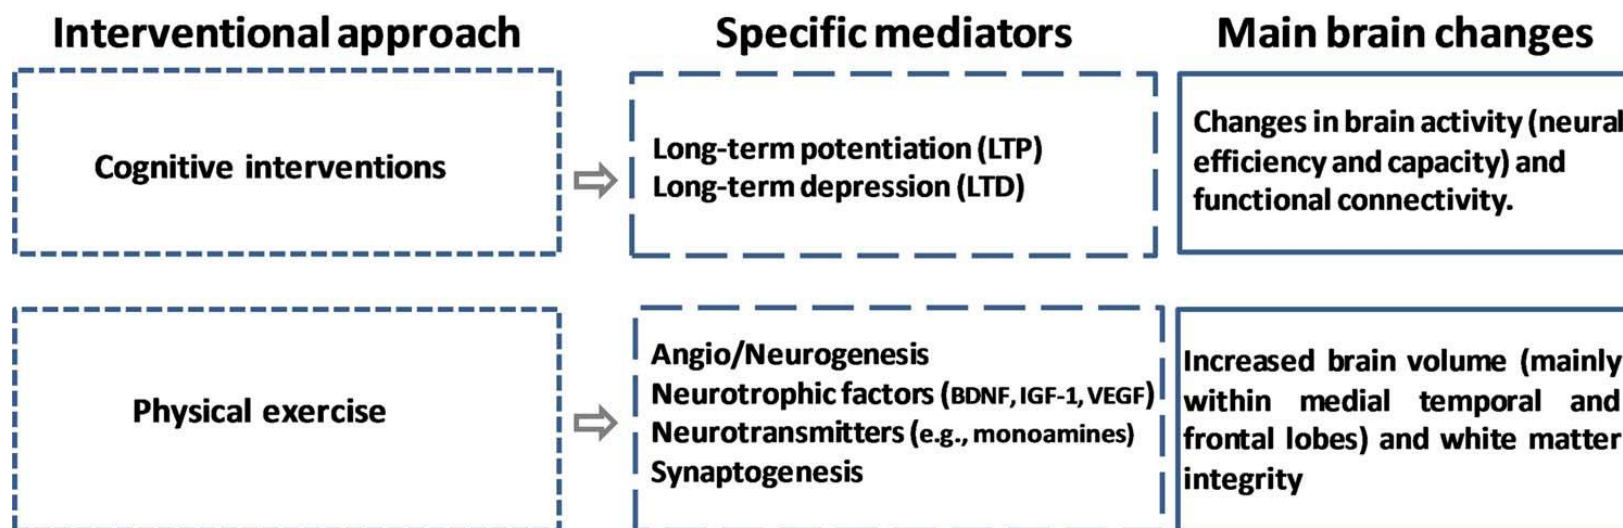 Interventional approach
Specific mediators
Main brain changes
Cognitive interventions
Long-term potentiation (LTP)
Long-term depression (LTD)
Changes in brain activity (neural
efficiency and capacity) and
functional connectivity.
Physical exercise
Angio/Neurogenesis
Neurotrophic factors (BDNF, IGF-1, VEGF)
Neurotransmitters (e.g., monoamines)
Synaptogenesis
Increased brain volume (mainly
within medial temporal and
frontal lobes) and white matter
integrity